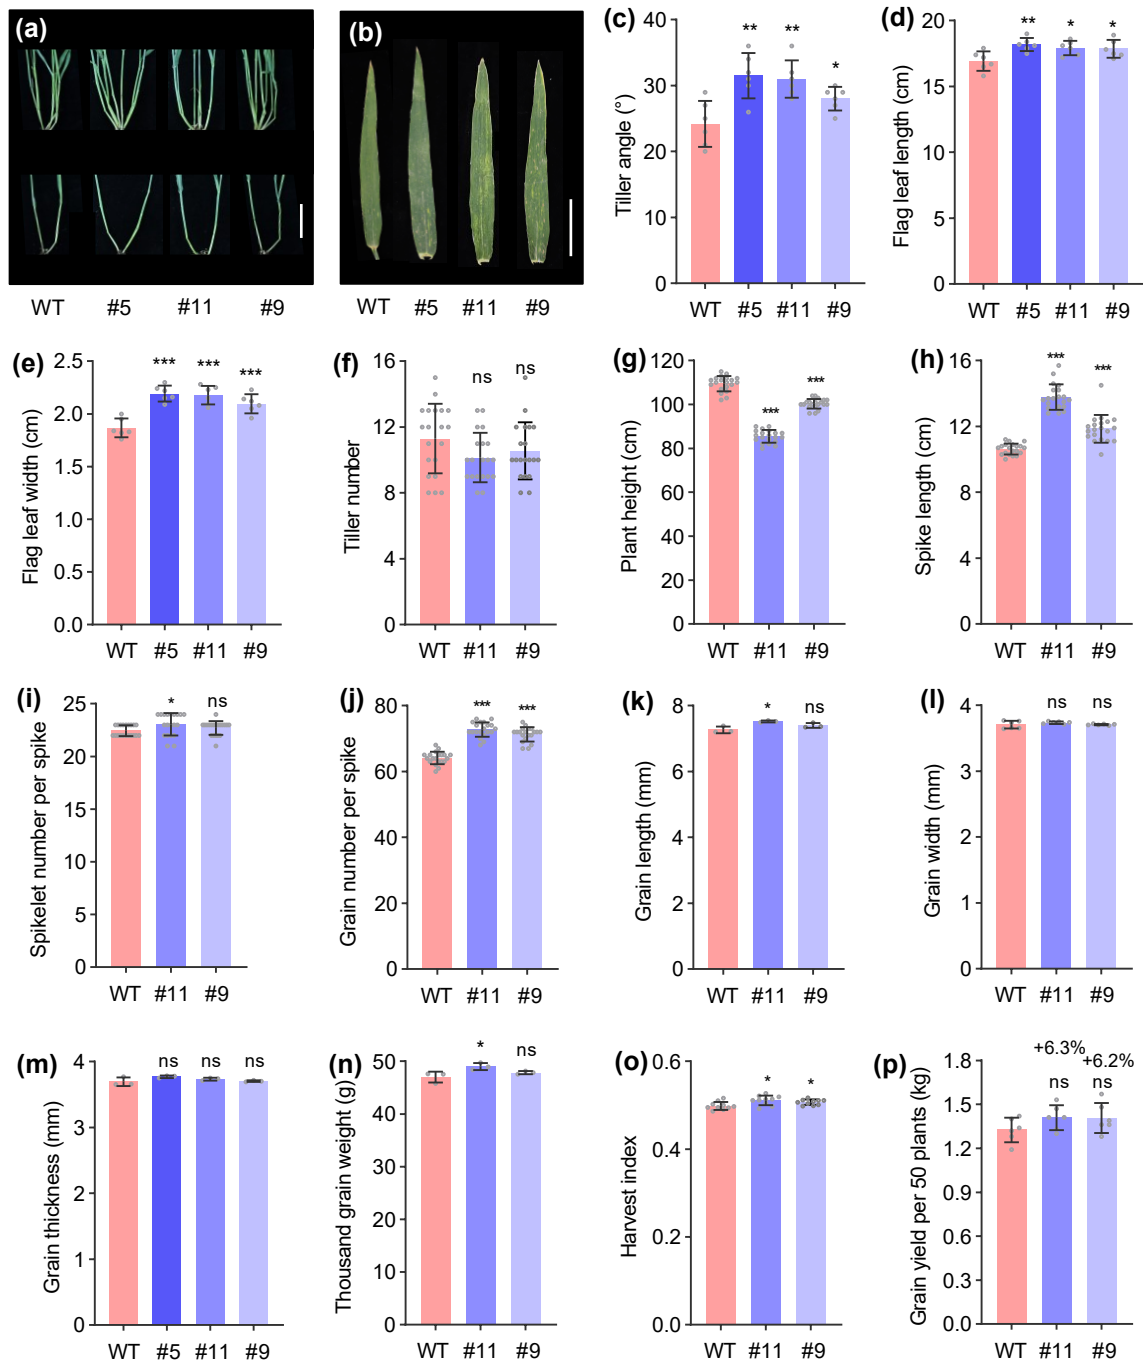 (a)
WT #5 #11 #9
(b)
WT #5 #11 #9
(c)
Tiller angle (°)
40
30
20
10
0
** ** *
WT #5 #11 #9
(d)
Flag leaf length (cm)
20
15
10
5
0
** * *
WT #5 #11 #9
(e)
Flag leaf width (cm)
2.5
2.0
1.5
1.0
0.5
0.0
*** *** ***
WT #5 #11 #9
(f)
Tiller number
16
12
8
4
0
ns ns
WT #11 #9
(g)
Plant height (cm)
120
100
80
60
40
20
0
*** ***
WT #11 #9
(h)
Spike length (cm)
16
12
8
4
0
*** ***
WT #11 #9
(i)
Spikelet number per spike
25
20
15
10
5
0
* ns
WT #11 #9
(j)
Grain number per spike
80
60
40
20
0
*** ***
WT #11 #9
(k)
Grain length (mm)
8
6
4
2
0
* ns
WT #11 #9
(l)
Grain width (mm)
4
3
2
1
0
ns ns
WT #11 #9
(m)
Grain thickness (mm)
4
3
2
1
0
ns ns ns
WT #5 #11 #9
(n)
Thousand grain weight (g)
50
40
30
20
10
0
* ns
WT #11 #9
(o)
Harvest index
0.6
0.4
0.2
0.0
* *
WT #11 #9
(p)
Grain yield per 50 plants (kg)
1.8
1.5
1.2
0.9
0.6
0.3
0.0
+6.3%
+6.2%
ns ns
WT #11 #9